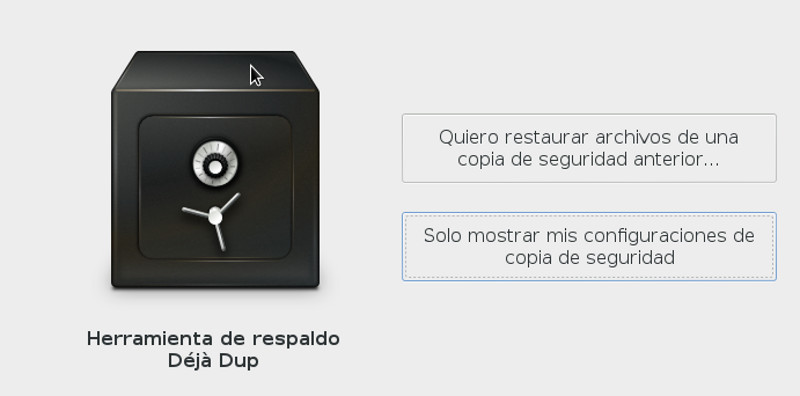 Quiero restaurar archivos de una
copia de seguridad anterior...
Solo mostrar mis configuraciones de
copia de seguridad
Herramienta de respaldo
Déjà Dup